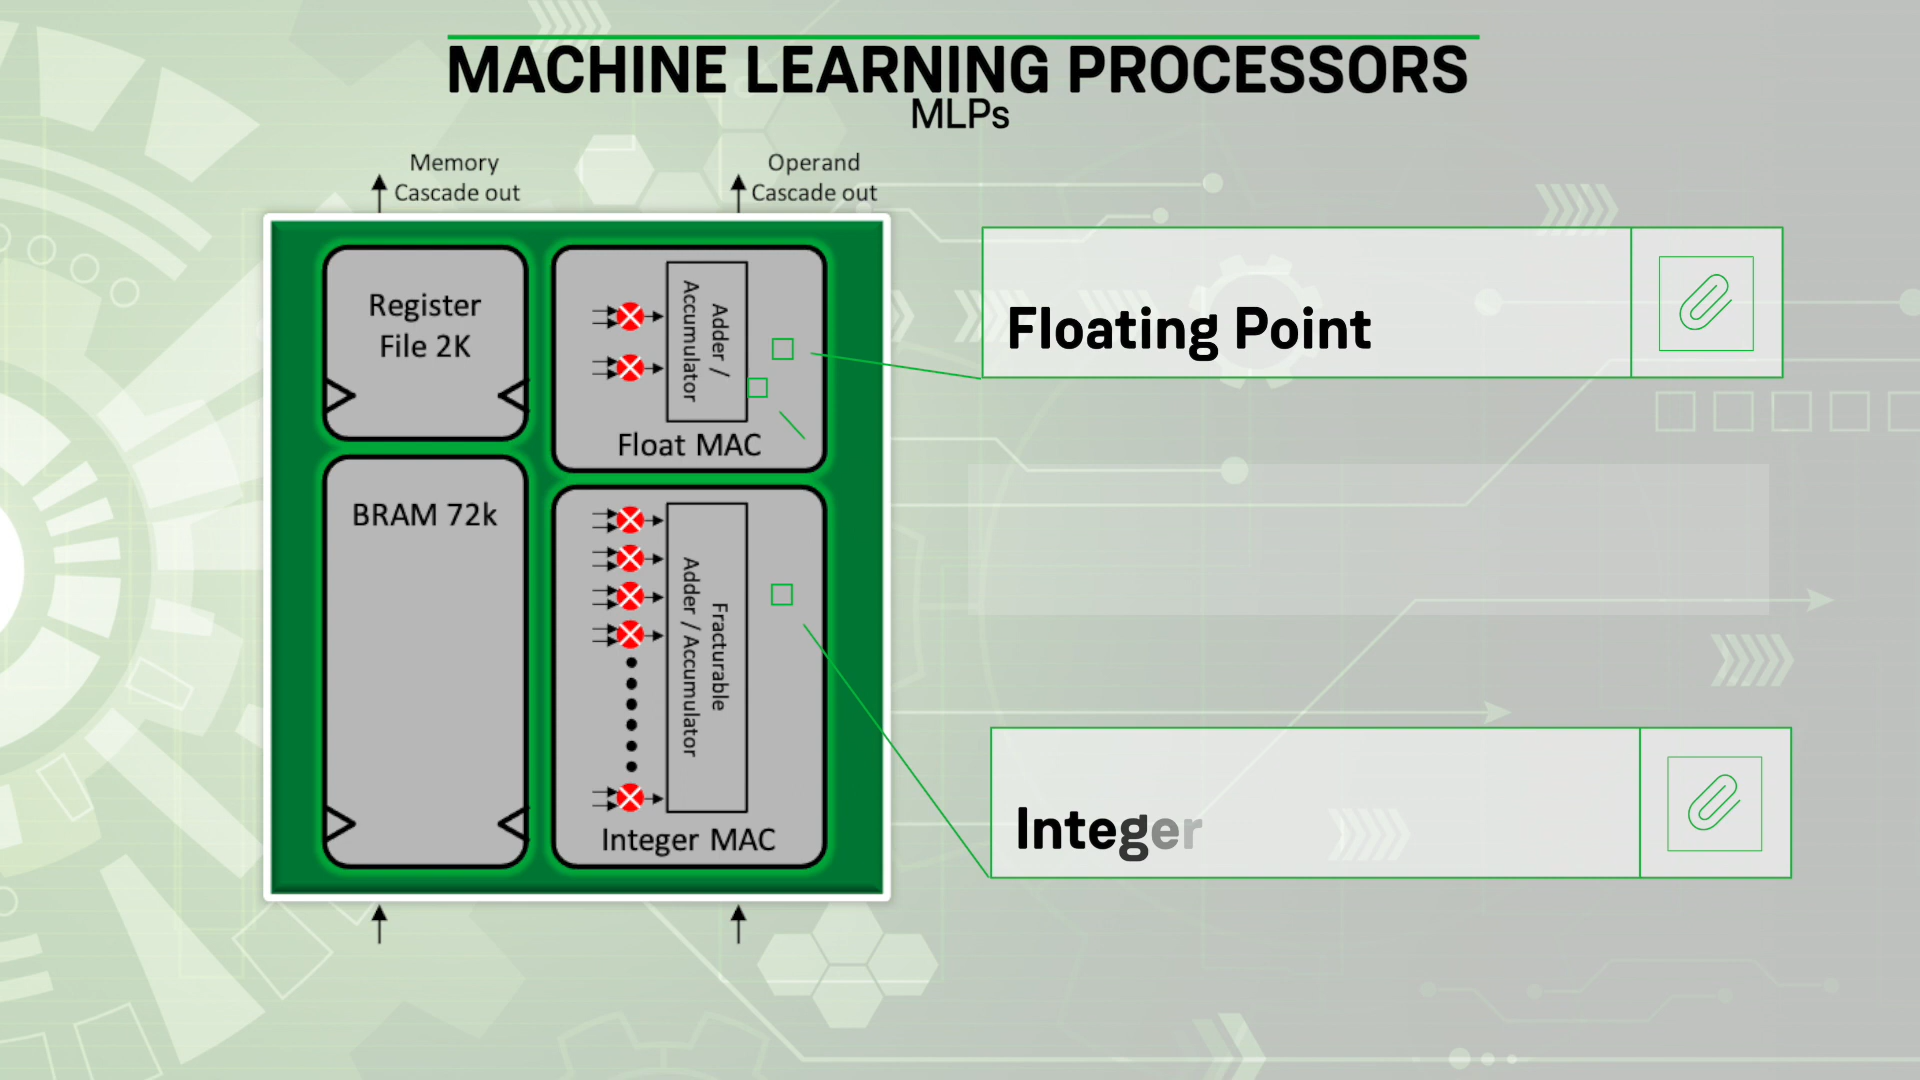 MACHINE LEARNING PROCESSORS
MLPs
Memory
Cascade out
Operand
Cascade out
Register
File 2K
Adder /
Accumulator
Float MAC
BRAM 72k
Fracturable
Adder / Accumulator
Integer MAC
Floating Point
Integer